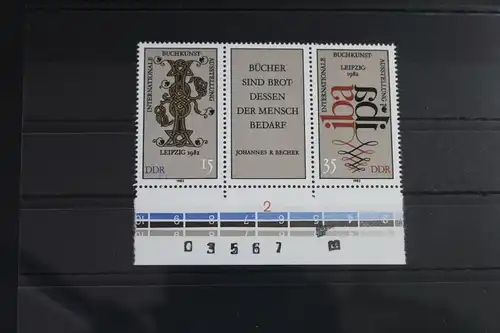 INTERNATIONALE
BUCHKUNST
AUSSTELLUNG
LEIPZIG 1982
DDR
15
1982
BÜCHER
SIND BROT
DESSEN
DER MENSCH
BEDARF
JOHANNES R. BECHER
INTERNATIONALE
BUCHKUNST
AUSSTELLUNG
LEIPZIG
1982
iba
jpg
35
DDR
1982
2
03567